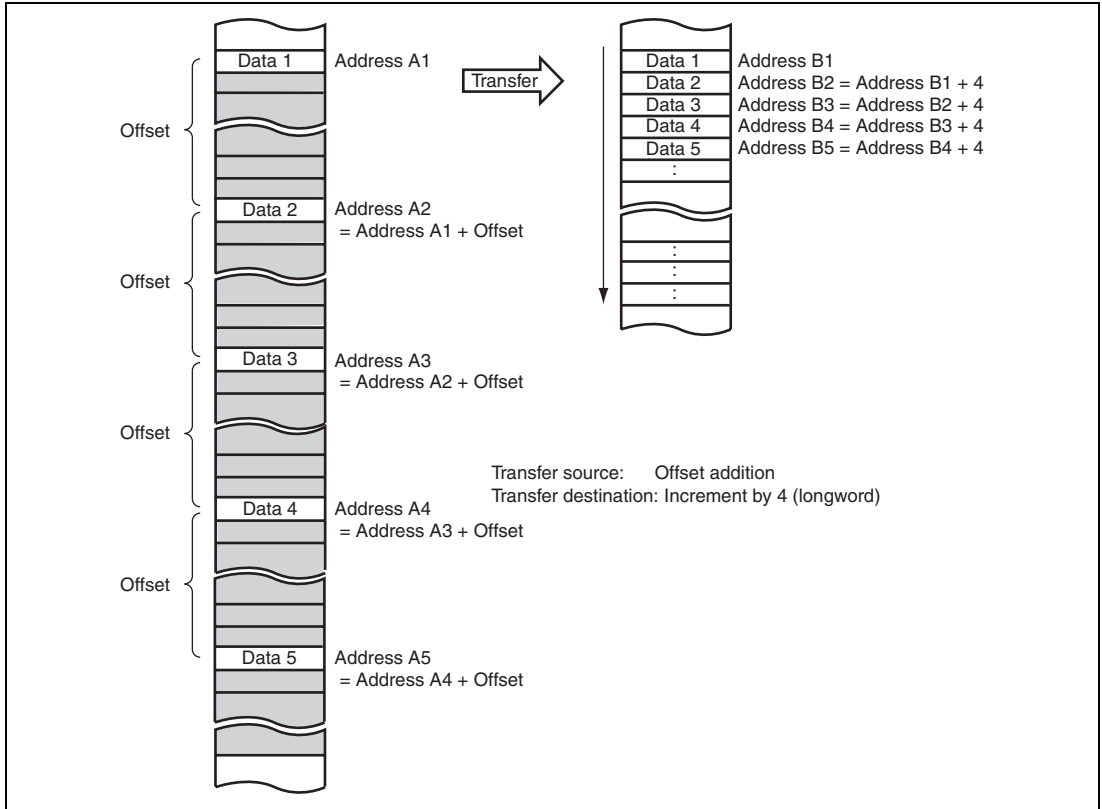 Data 1
Address A1
Offset
Data 2
Address A2
= Address A1 + Offset
Offset
Data 3
Address A3
= Address A2 + Offset
Offset
Data 4
Address A4
= Address A3 + Offset
Offset
Data 5
Address A5
= Address A4 + Offset
Transfer
Data 1 Address B1
Data 2 Address B2 = Address B1 + 4
Data 3 Address B3 = Address B2 + 4
Data 4 Address B4 = Address B3 + 4
Data 5 Address B5 = Address B4 + 4
:
:
:
:
Transfer source: Offset addition
Transfer destination: Increment by 4 (longword)